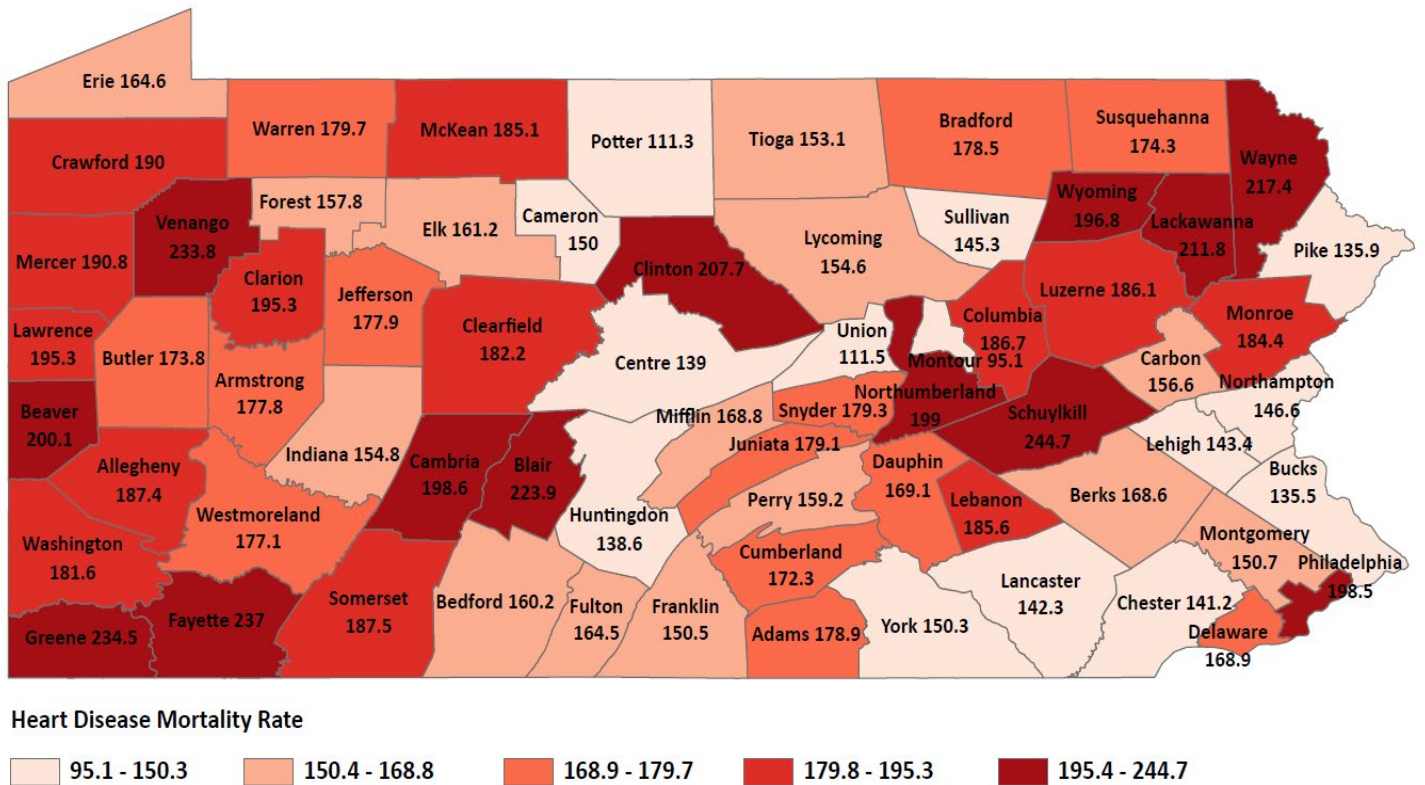 Erie 164.6
Warren 179.7
McKean 185.1
Potter 111.3
Tioga 153.1
Bradford
178.5
Susquehanna
174.3
Wayne
217.4
Crawford 190
Venango
233.8
Forest 157.8
Elk 161.2
Cameron
150
Sullivan
145.3
Wyoming
196.8
Lackawanna
211.8
Pike 135.9
Mercer 190.8
Clarion
195.3
Jefferson
177.9
Clinton 207.7
Lycoming
154.6
Luzerne 186.1
Monroe
184.4
Lawrence
195.3
Butler 173.8
Clearfield
182.2
Centre 139
Union
111.5
Montour 95.1
Columbia
186.7
Carbon
156.6
Northampton
146.6
Beaver
200.1
Armstrong
177.8
Mifflin 168.8
Snyder 179.3
Northumberland
199
Schuylkill
244.7
Lehigh 143.4
Allegheny
187.4
Indiana 154.8
Cambria
198.6
Blair
223.9
Juniata 179.1
Dauphin
169.1
Lebanon
185.6
Berks 168.6
Bucks
135.5
Washington
181.6
Westmoreland
177.1
Huntingdon
138.6
Perry 159.2
Cumberland
172.3
Montgomery
150.7
Philadelphia
198.5
Greene 234.5
Fayette 237
Somerset
187.5
Bedford 160.2
Fulton
164.5
Franklin
150.5
Adams 178.9
York 150.3
Lancaster
142.3
Chester 141.2
Delaware
168.9
Heart Disease Mortality Rate
95.1 - 150.3
150.4 - 168.8
168.9 - 179.7
179.8 - 195.3
195.4 - 244.7